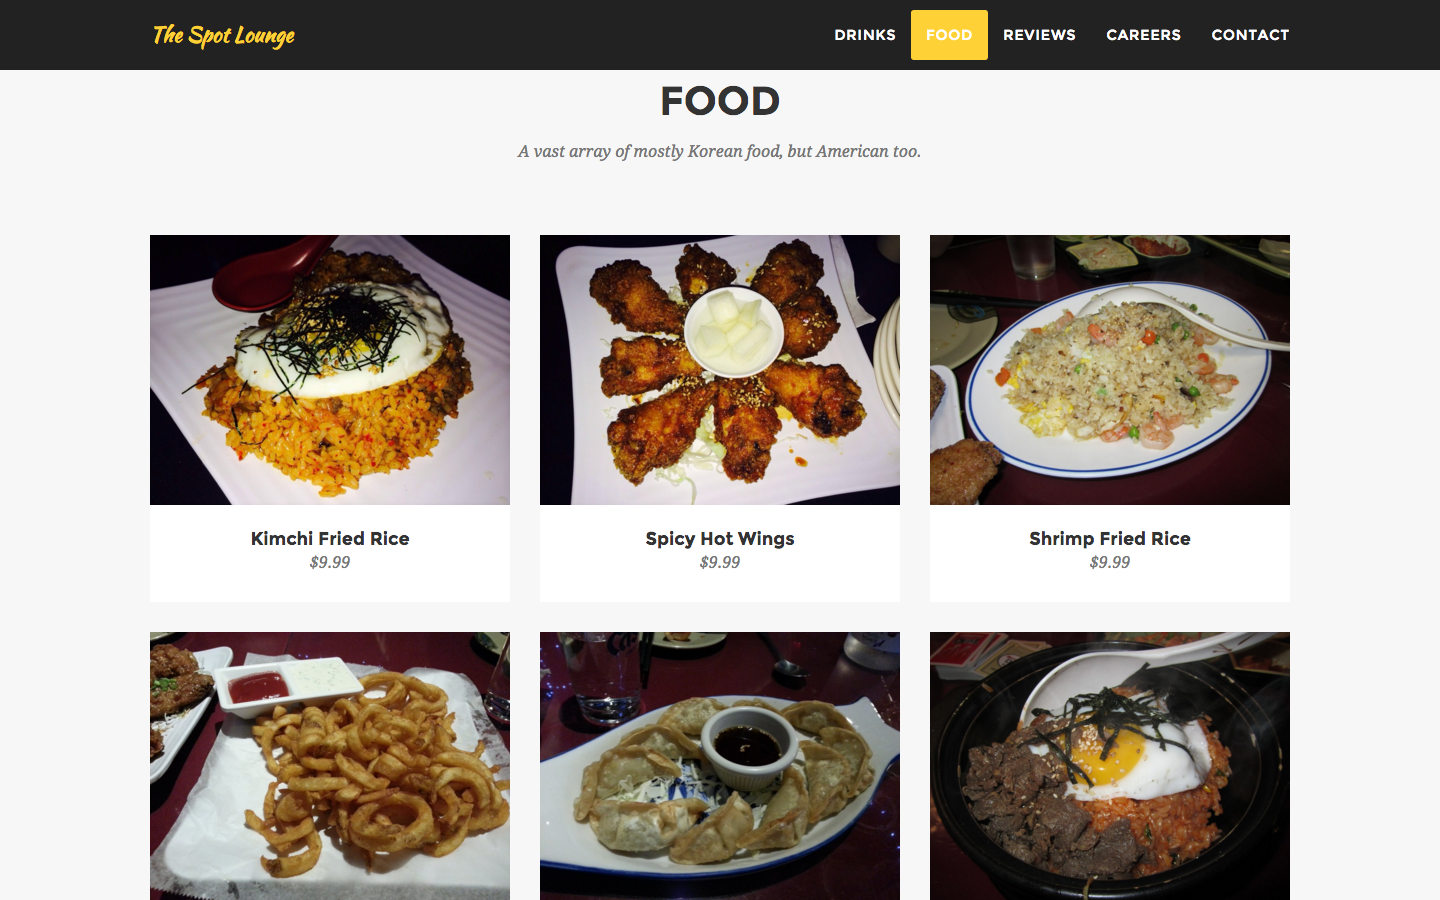 The Spot Lounge
DRINKS FOOD REVIEWS CAREERS CONTACT
FOOD
A vast array of mostly Korean food, but American too.
Kimchi Fried Rice
$9.99
Spicy Hot Wings
$9.99
Shrimp Fried Rice
$9.99